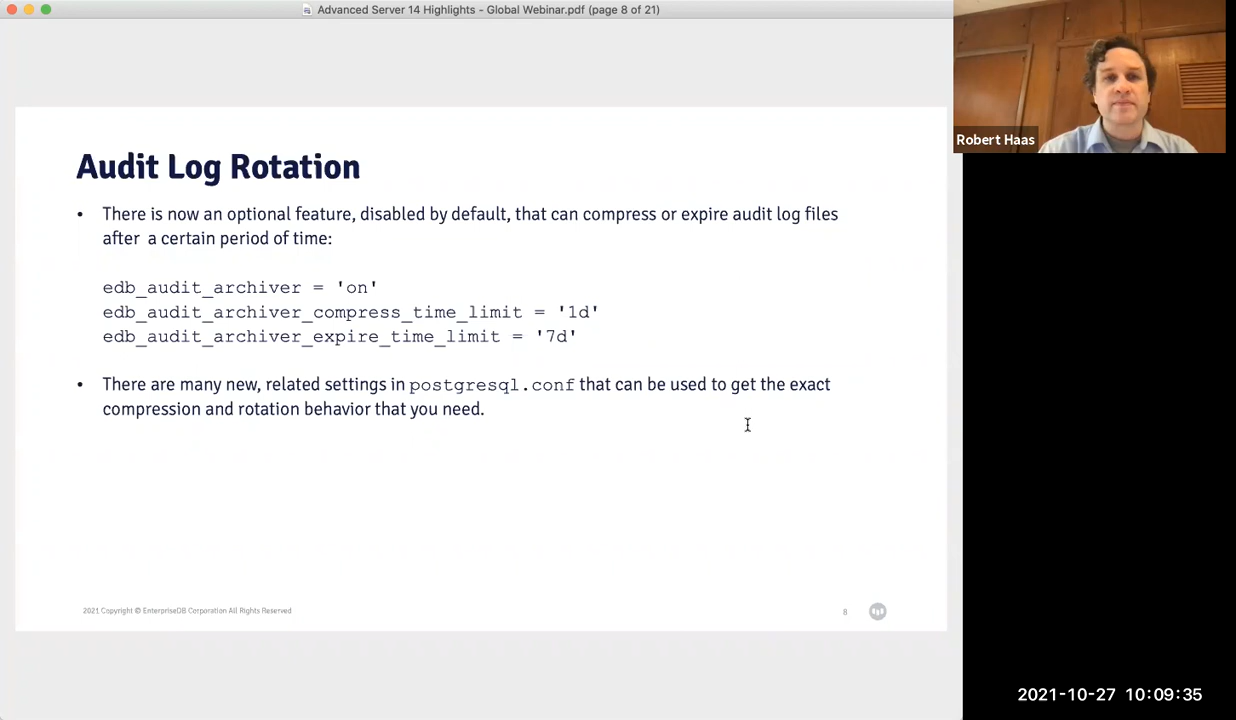 Advanced Server 14 Highlights - Global Webinar.pdf (page 8 of 21)
Robert Haas
Audit Log Rotation
• There is now an optional feature, disabled by default, that can compress or expire audit log files
after a certain period of time:
edb_audit_archiver = 'on'
edb_audit_archiver_compress_time_limit = '1d'
edb_audit_archiver_expire_time_limit = '7d'
• There are many new, related settings in postgresql.conf that can be used to get the exact
compression and rotation behavior that you need.
2021 Copyright © EnterpriseDB Corporation All Rights Reserved
8
2021-10-27 10:09:35